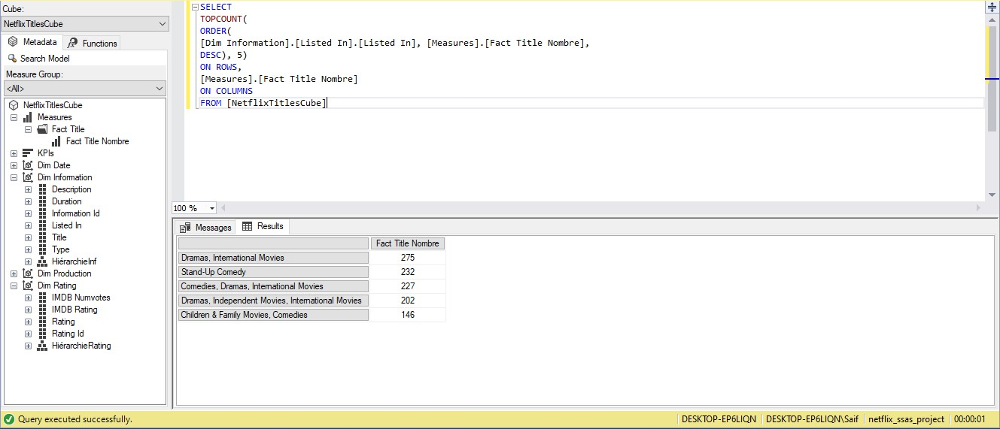 Cube:
NetflixTitlesCube
Metadata
Functions
Search Model
Measure Group:
<All>
NetflixTitlesCube
Measures
Fact Title
Fact Title Nombre
KPIs
Dim Date
Dim Information
Description
Duration
Information Id
Listed In
Title
Type
HiérarchieInf
Dim Production
Dim Rating
IMDB Numvotes
IMDB Rating
Rating
Rating Id
HiérarchieRating
SELECT
TOPCOUNT(
ORDER(
[Dim Information].[Listed In].[Listed In], [Measures].[Fact Title Nombre],
DESC), 5)
ON ROWS,
[Measures].[Fact Title Nombre]
ON COLUMNS
FROM [NetflixTitlesCube]
100 %
Messages
Results
Fact Title Nombre
Dramas, International Movies 275
Stand-Up Comedy 232
Comedies, Dramas, International Movies 227
Dramas, Independent Movies, International Movies 202
Children & Family Movies, Comedies 146
Query executed successfully.
DESKTOP-EP6LIQN
DESKTOP-EP6LIQN\Saif
netflix_ssas_project
00:00:01